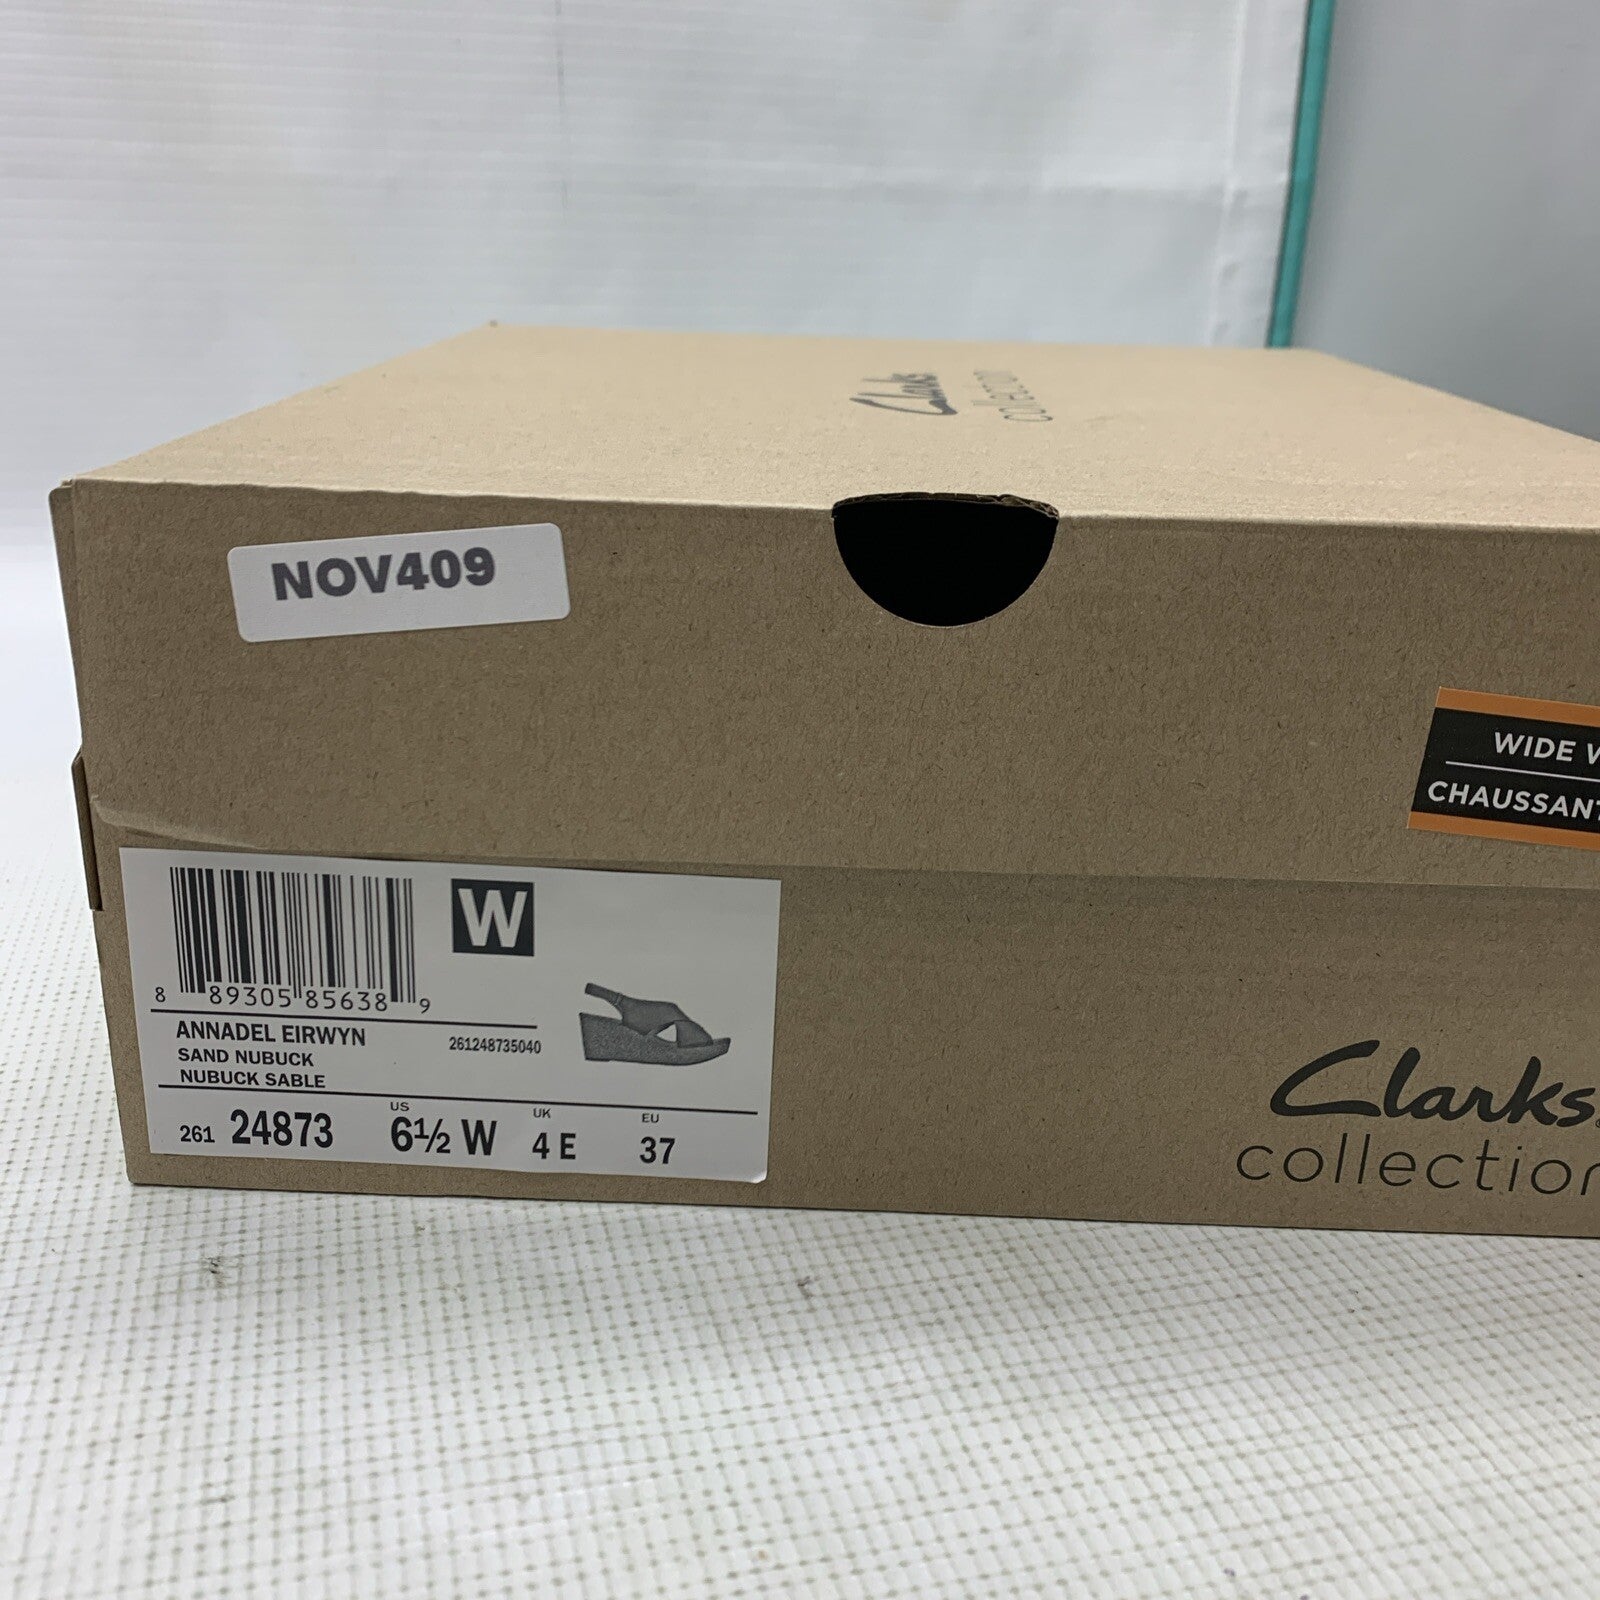 Clarks
collection
NOV409
WIDE
CHAUSSANT
W
8 89305 85638 9
ANNADEL EIRWYN
261248735040
SAND NUBUCK
NUBUCK SABLE
261 24873
US
6½ W
UK
4 E
EU
37
Clarks
collection